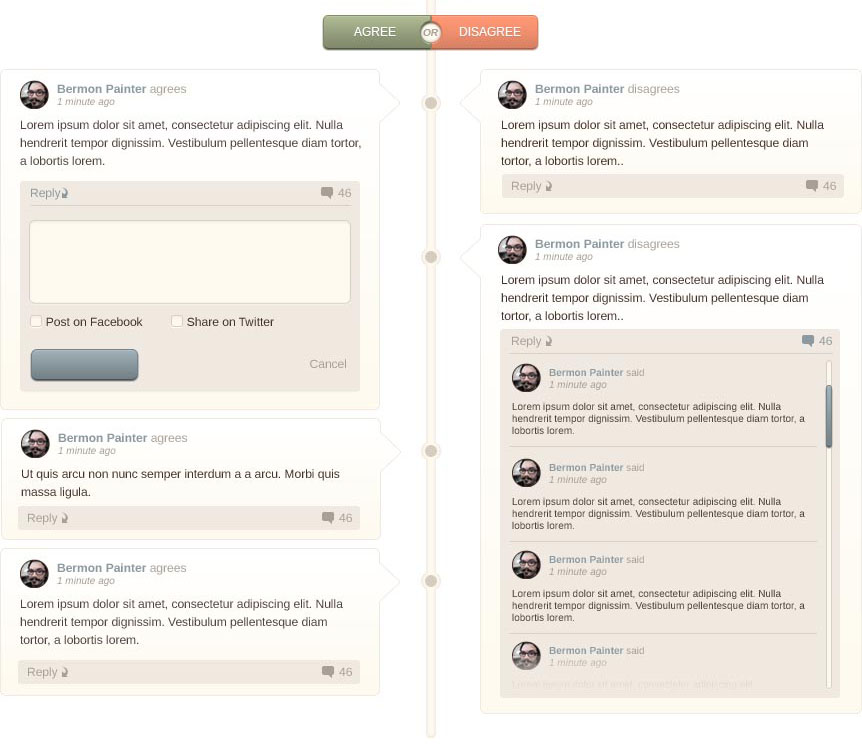 AGREE OR DISAGREE
Bermon Painter agrees
1 minute ago
Lorem ipsum dolor sit amet, consectetur adipiscing elit. Nulla
hendrerit tempor dignissim. Vestibulum pellentesque diam tortor,
a lobortis lorem.
Reply 46
Post on Facebook Share on Twitter
Cancel
Bermon Painter agrees
1 minute ago
Ut quis arcu non nunc semper interdum a a arcu. Morbi quis
massa ligula.
Reply 46
Bermon Painter agrees
1 minute ago
Lorem ipsum dolor sit amet, consectetur adipiscing elit. Nulla
hendrerit tempor dignissim. Vestibulum pellentesque diam
tortor, a lobortis lorem.
Reply 46
Bermon Painter disagrees
1 minute ago
Lorem ipsum dolor sit amet, consectetur adipiscing elit. Nulla
hendrerit tempor dignissim. Vestibulum pellentesque diam
tortor, a lobortis lorem..
Reply 46
Bermon Painter disagrees
1 minute ago
Lorem ipsum dolor sit amet, consectetur adipiscing elit. Nulla
hendrerit tempor dignissim. Vestibulum pellentesque diam
tortor, a lobortis lorem..
Reply 46
Bermon Painter said
1 minute ago
Lorem ipsum dolor sit amet, consectetur adipiscing elit. Nulla
hendrerit tempor dignissim. Vestibulum pellentesque diam tortor, a
lobortis lorem.
Bermon Painter said
1 minute ago
Lorem ipsum dolor sit amet, consectetur adipiscing elit. Nulla
hendrerit tempor dignissim. Vestibulum pellentesque diam tortor, a
lobortis lorem.
Bermon Painter said
1 minute ago
Lorem ipsum dolor sit amet, consectetur adipiscing elit. Nulla
hendrerit tempor dignissim. Vestibulum pellentesque diam tortor, a
lobortis lorem.
Bermon Painter said
1 minute ago
Lorem ipsum dolor sit amet, consectetur adipiscing elit.